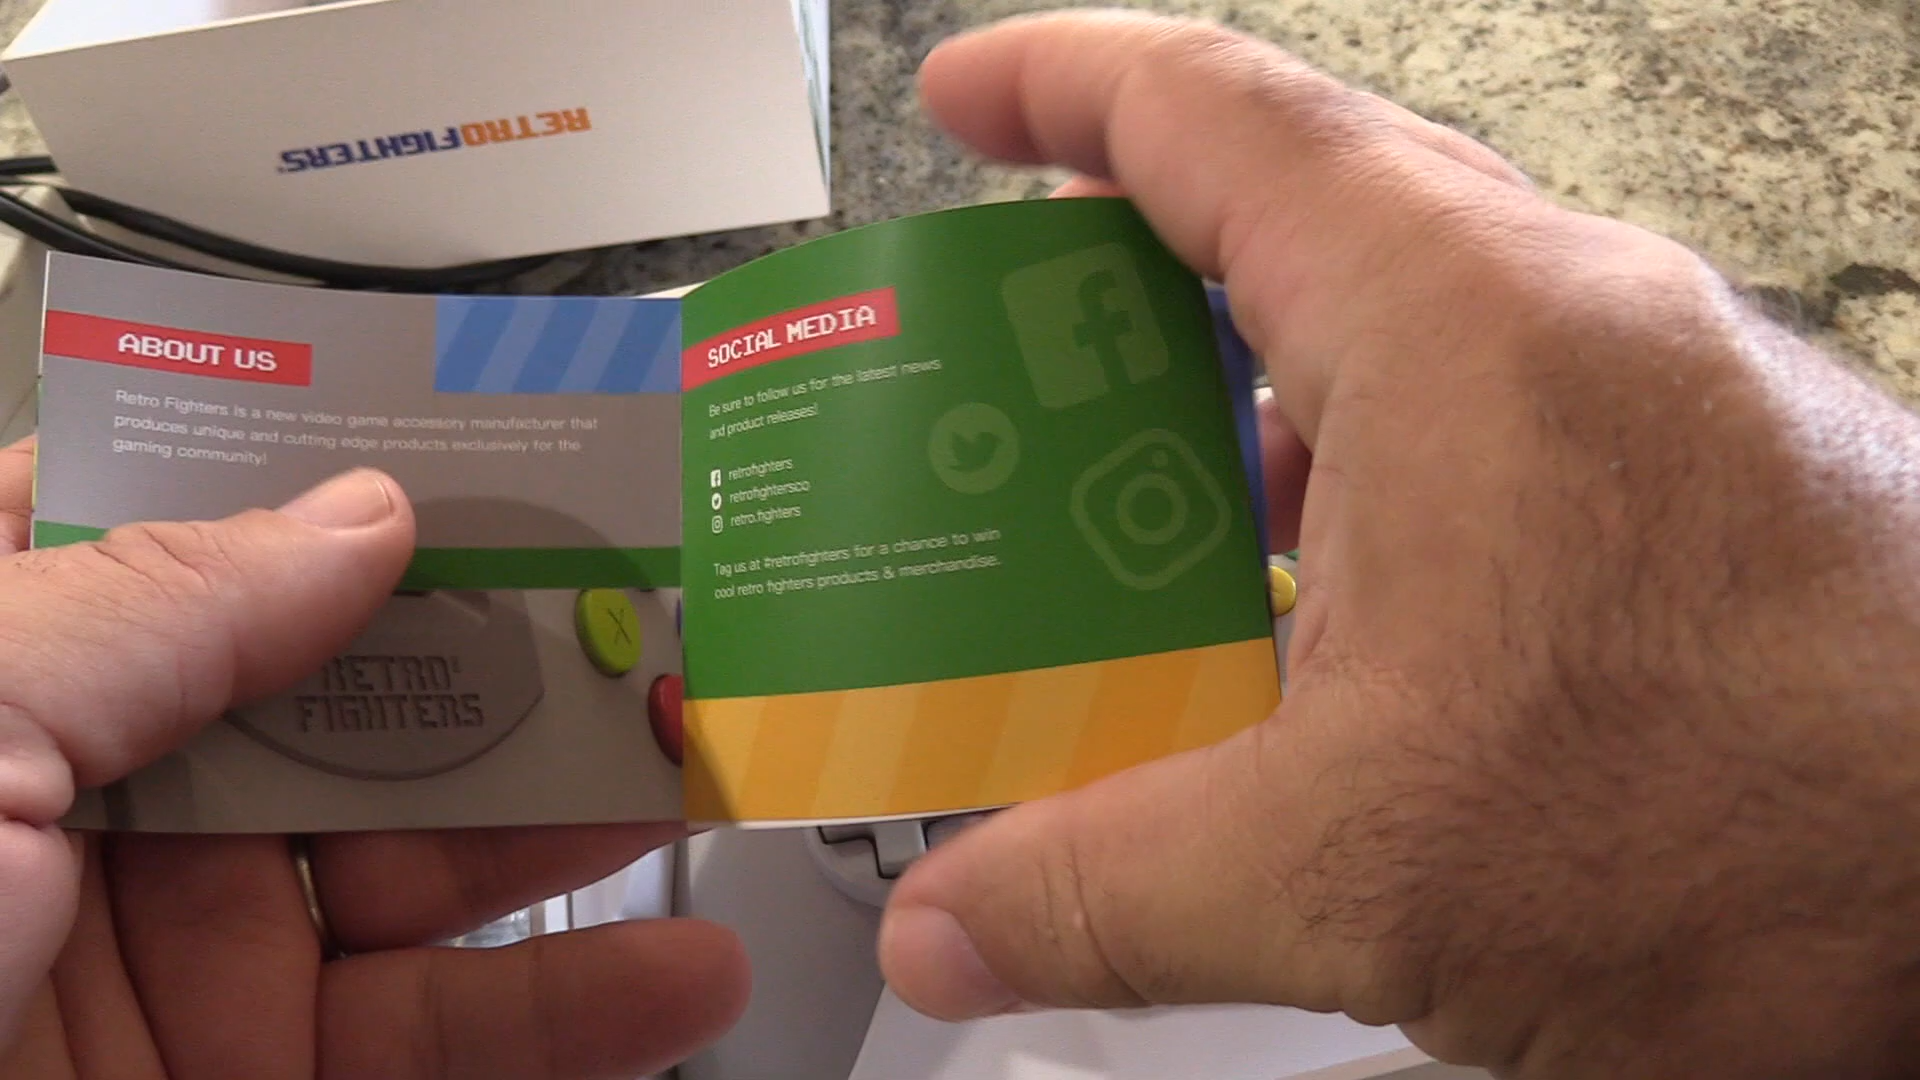 RETROFIGHTERS
ABOUT US
Retro Fighters is a new video game accessory manufacturer that
produces unique and cutting edge products exclusively for the
gaming community!
X
RETRO
FIGHTERS
SOCIAL MEDIA
Be sure to follow us for the latest news
and product releases!
retrofighters
retrofightersco
retro.fighters
Tag us at #retrofighters for a chance to win
cool retro fighters products & merchandise.